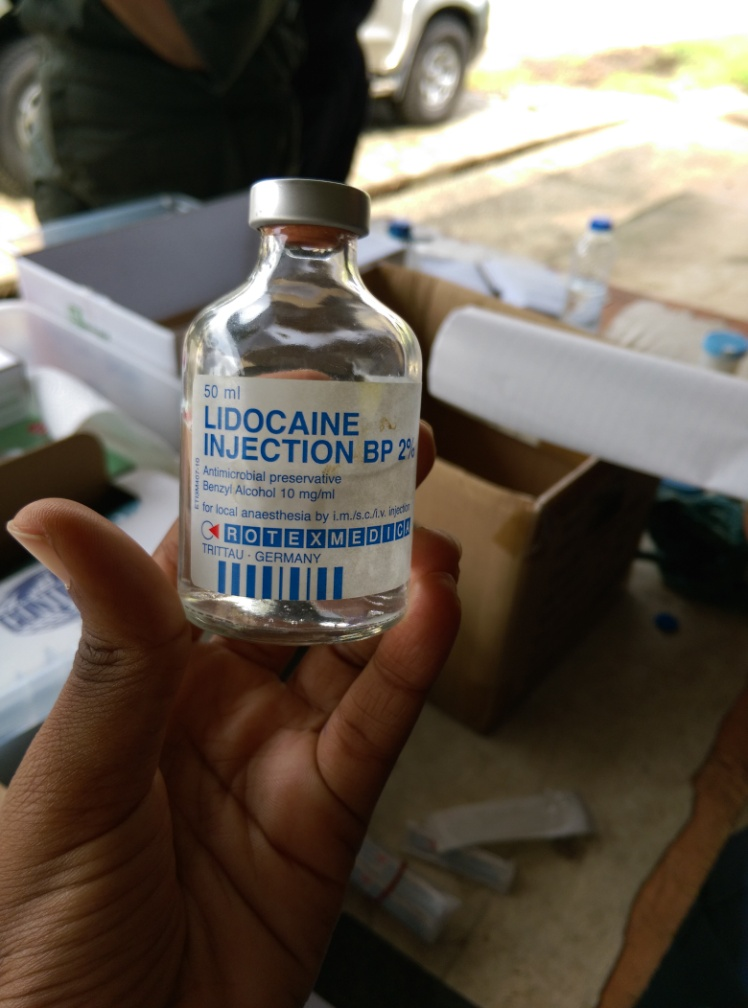 50 ml
LIDOCAINE
INJECTION BP 2%
Antimicrobial preservative
Benzyl Alcohol 10 mg/ml
for local anaesthesia by i.m./s.c./i.v. injection
ROTEXMEDICA
TRITTAU · GERMANY